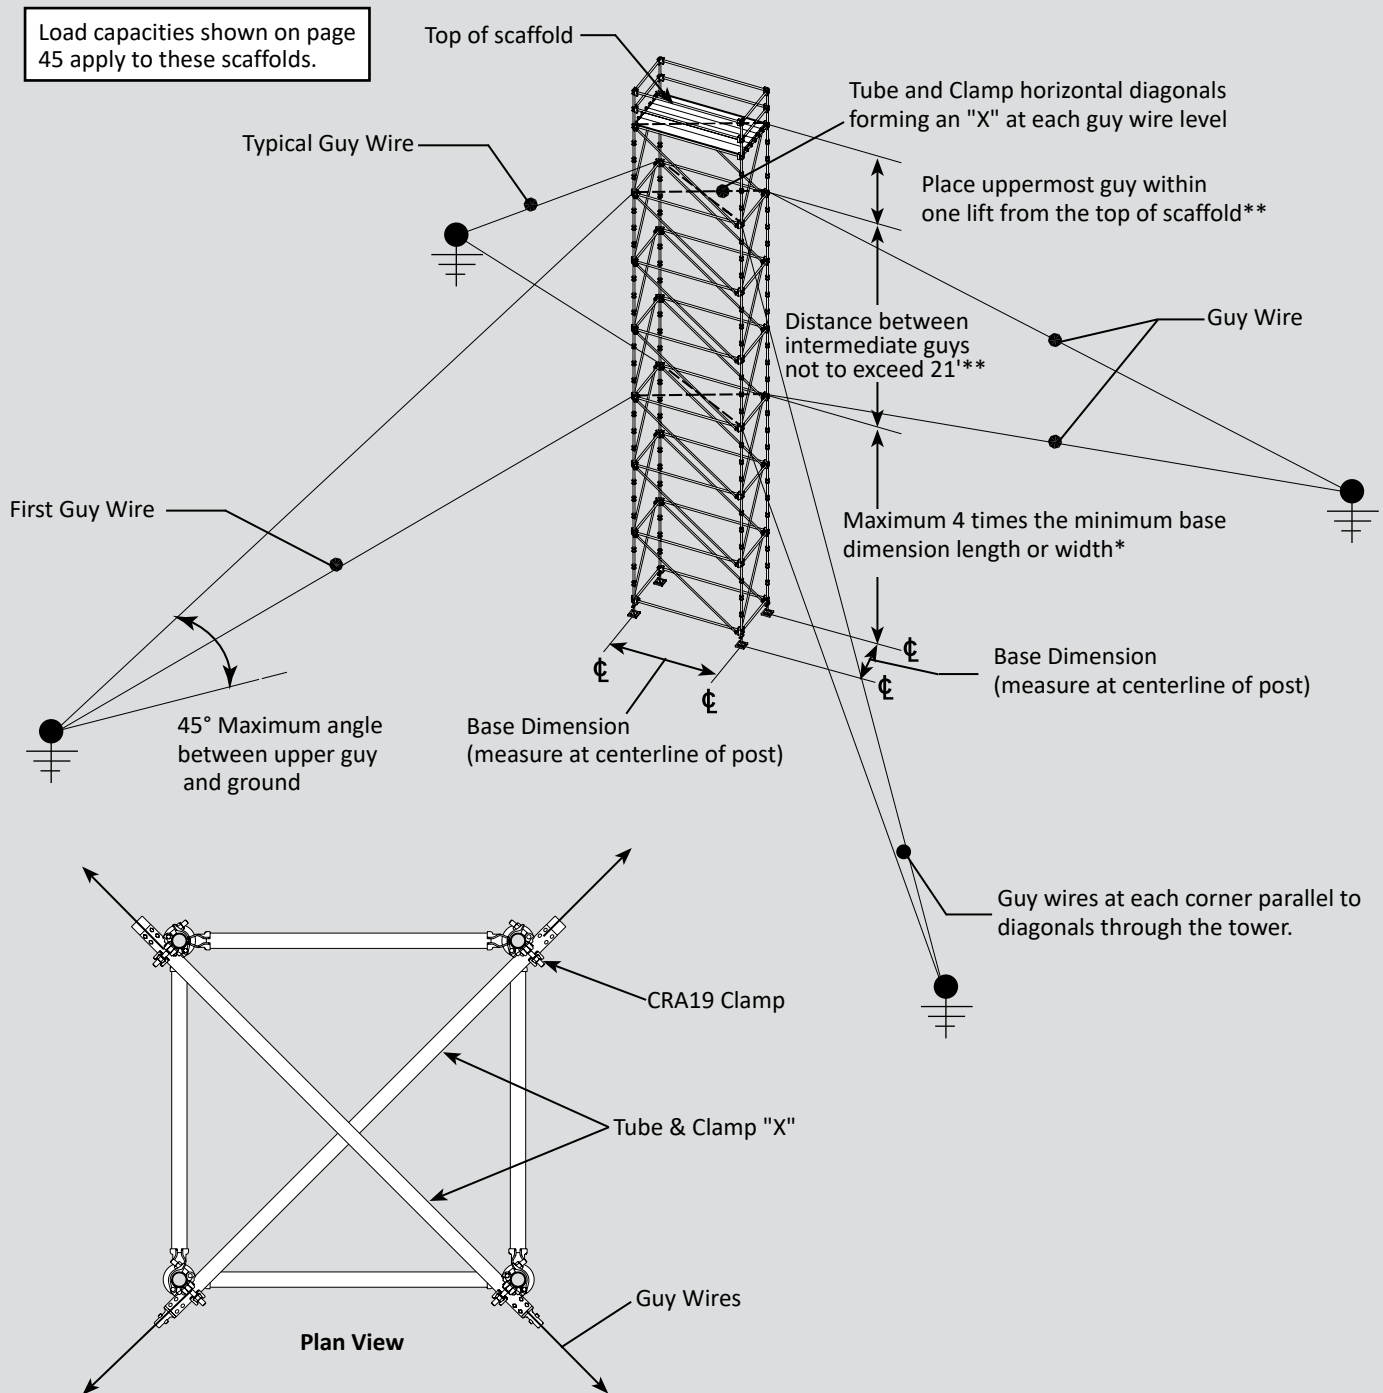 Load capacities shown on page
45 apply to these scaffolds.
Top of scaffold
Tube and Clamp horizontal diagonals
forming an "X" at each guy wire level
Typical Guy Wire
Place uppermost guy within
one lift from the top of scaffold**
Distance between
intermediate guys
not to exceed 21'**
Guy Wire
First Guy Wire
Maximum 4 times the minimum base
dimension length or width*
℄
℄
℄
℄
Base Dimension
(measure at centerline of post)
45° Maximum angle
between upper guy
and ground
Base Dimension
(measure at centerline of post)
Guy wires at each corner parallel to
diagonals through the tower.
CRA19 Clamp
Tube & Clamp "X"
Guy Wires
Plan View